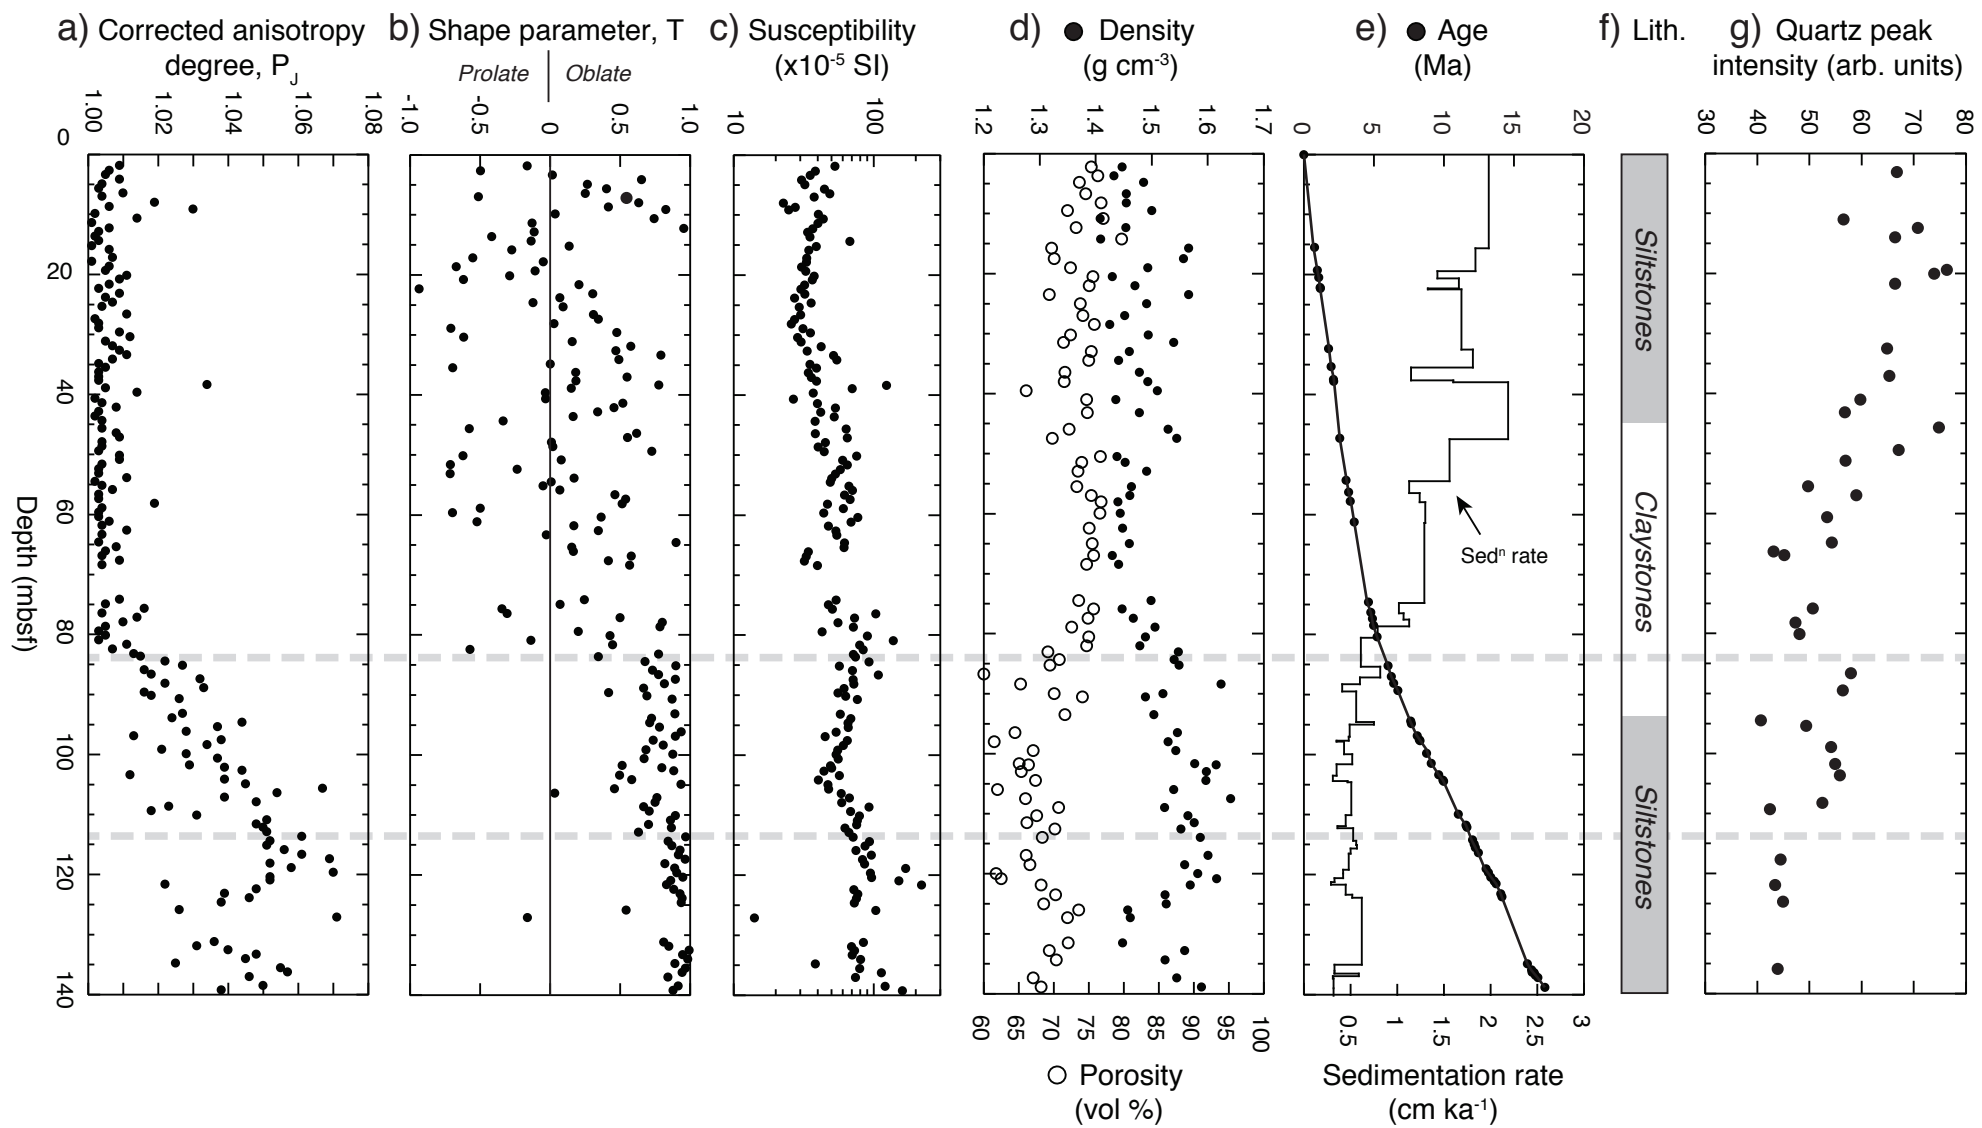 a) Corrected anisotropy
degree, PJ
b) Shape parameter, T
Prolate
Oblate
c) Susceptibility
(x10-5 SI)
d) ● Density
(g cm-3)
e) ● Age
(Ma)
f) Lith.
g) Quartz peak
intensity (arb. units)
1.00 1.02 1.04 1.06 1.08
-1.0 -0.5 0 0.5 1.0
10 100
1.2 1.3 1.4 1.5 1.6 1.7
0 5 10 15 20
30 40 50 60 70 80
0
20
40
60
80
100
120
140
Depth (mbsf)
Sedn rate
Siltstones
Claystones
Siltstones
60 65 70 75 80 85 90 95 100
0.5 1 1.5 2 2.5 3
○ Porosity
(vol %)
Sedimentation rate
(cm ka-1)